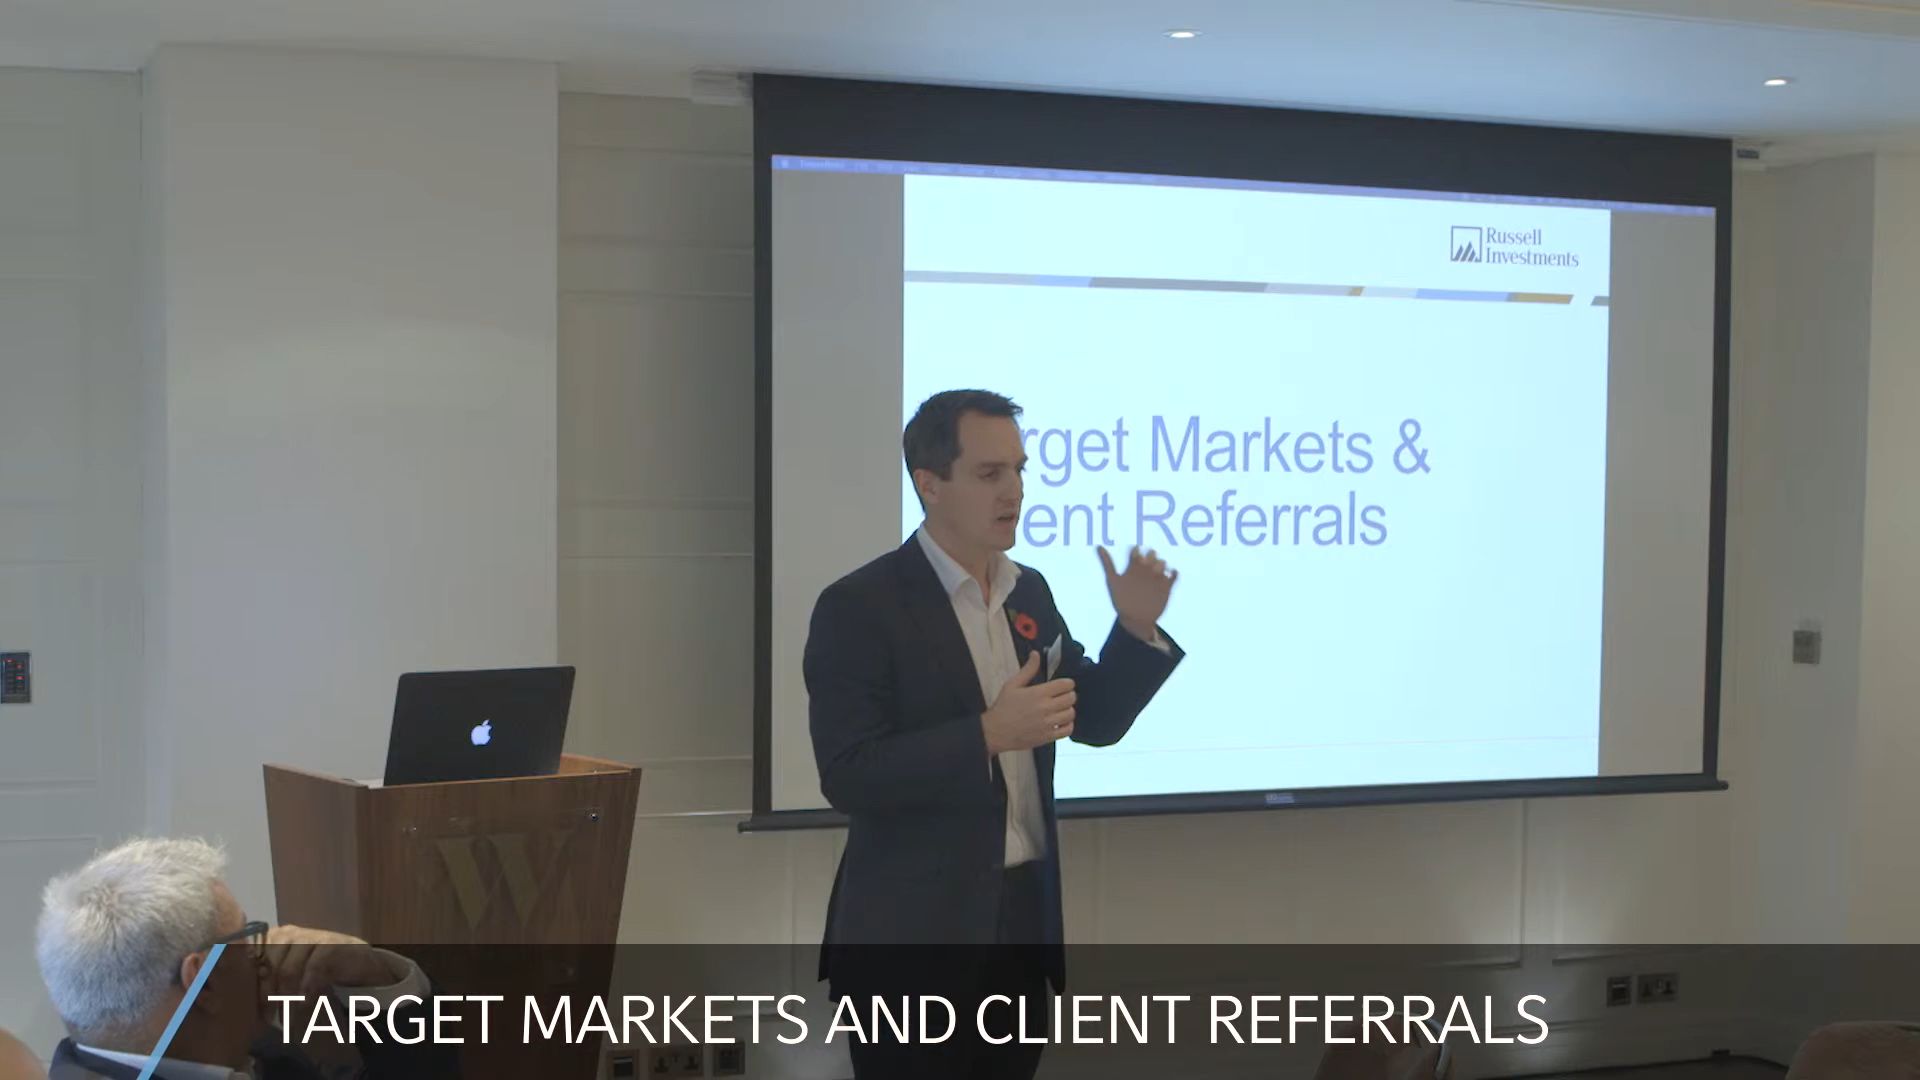 Russell
Investments
rget Markets &
ent Referrals
W
TARGET MARKETS AND CLIENT REFERRALS